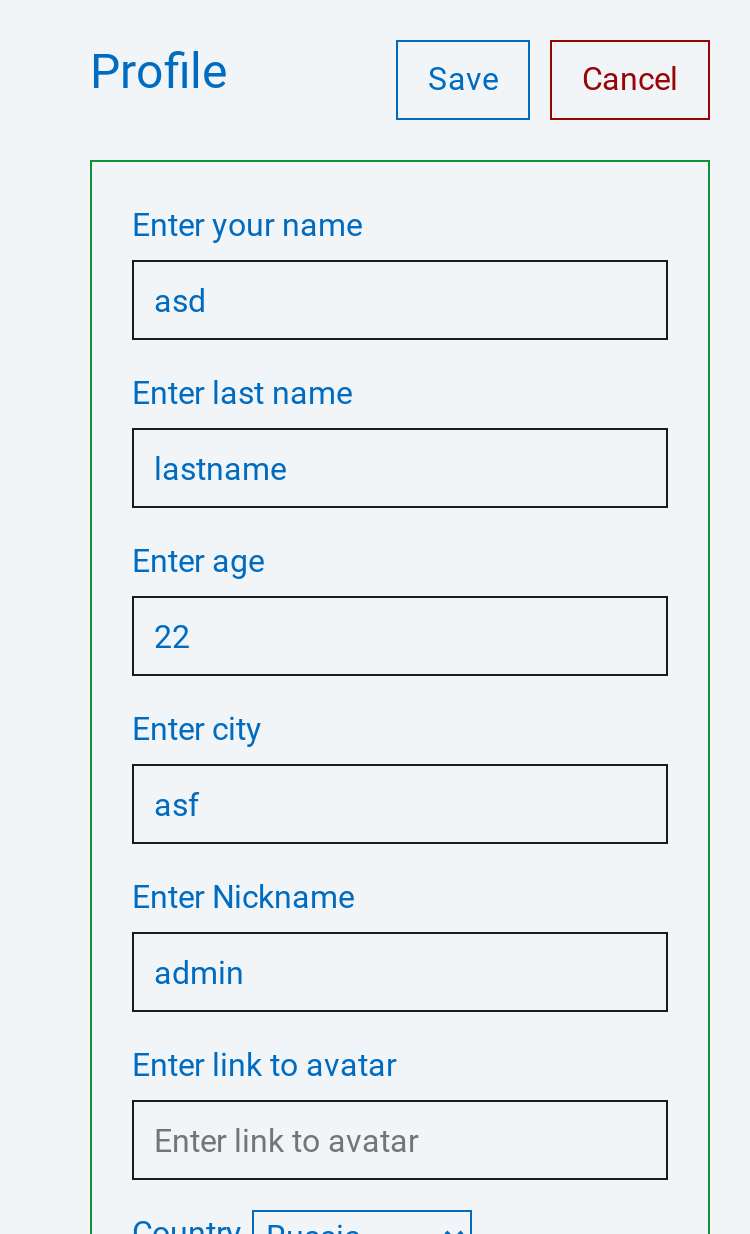 Profile
Save
Cancel
Enter your name
asd
Enter last name
lastname
Enter age
22
Enter city
asf
Enter Nickname
admin
Enter link to avatar
Enter link to avatar
Country
Russia